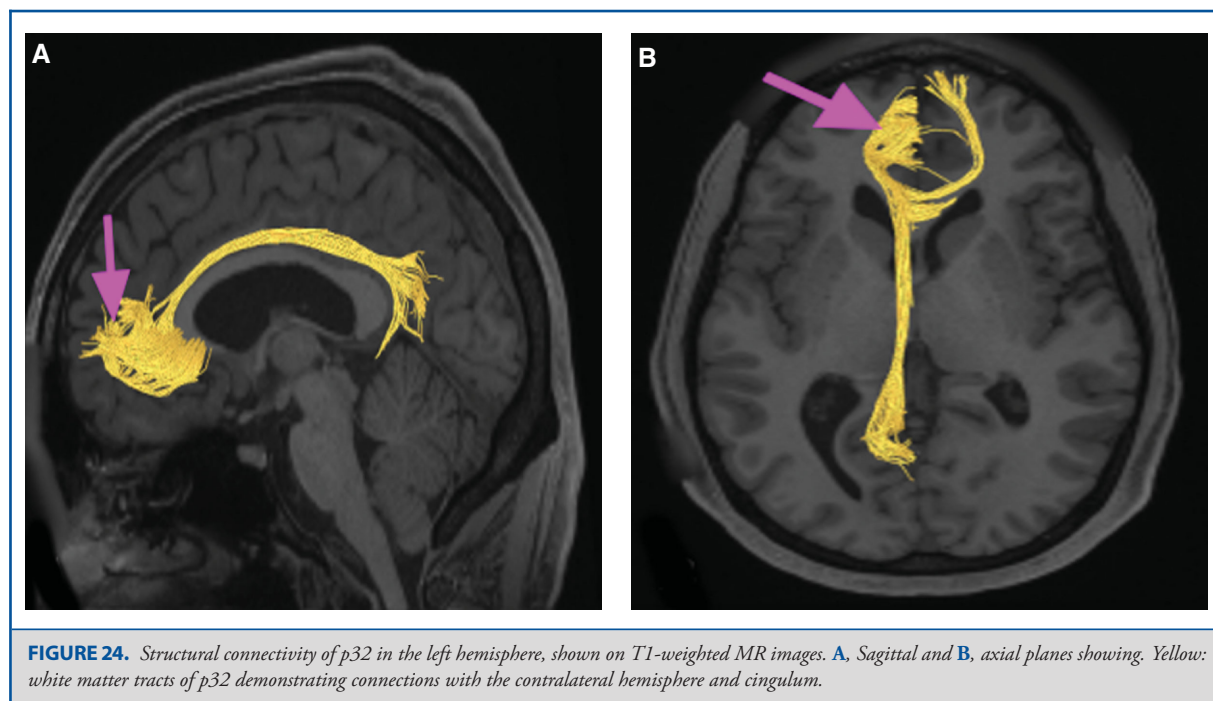 A
B
FIGURE 24. Structural connectivity of p32 in the left hemisphere, shown on T1-weighted MR images. A, Sagittal and B, axial planes showing. Yellow:
white matter tracts of p32 demonstrating connections with the contralateral hemisphere and cingulum.